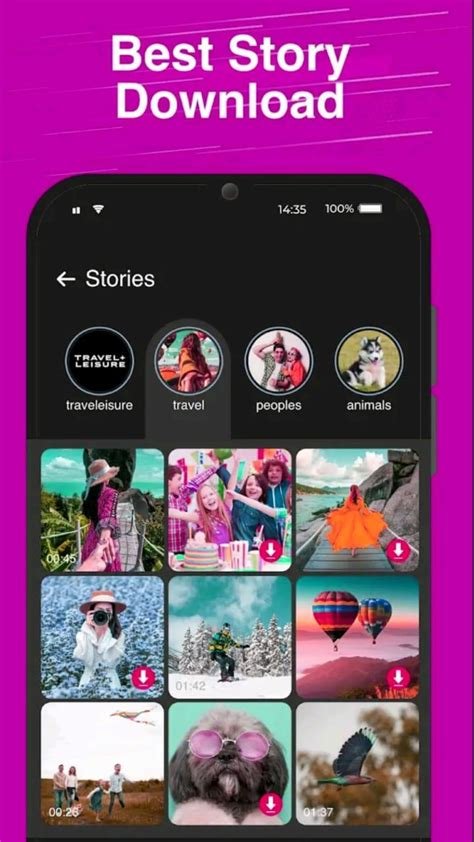 Best Story
Download
14:35 100%
Stories
TRAVEL+
LEISURE
traveleisure travel peoples animals
00:45
01:42
00:26 01:37